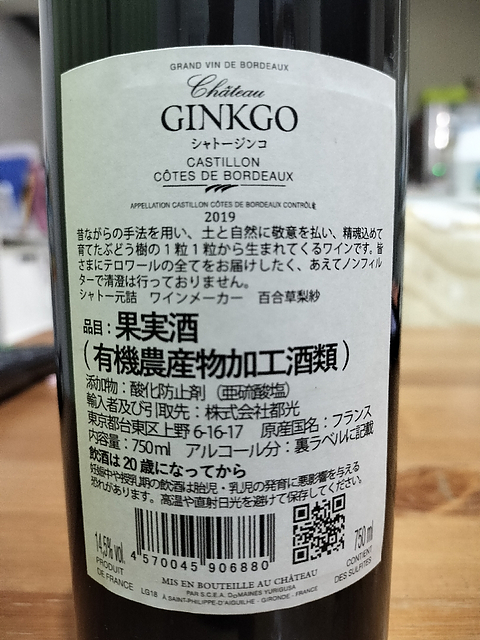 GRAND VIN DE BORDEAUX
Château
GINKGO
シャトージンコ
CASTILLON
CÔTES DE BORDEAUX
APPELLATION CASTILLON CÔTES DE BORDEAUX CONTRÔLÉE
2019
昔ながらの手法を用い、土と自然に敬意を払い、精魂込めて
育てたぶどう樹の1粒1粒から生まれてくるワインです。皆
さまにテロワールの全てをお届けしたく、あえてノンフィル
ターで清澄は行っておりません。
シャトー元詰 ワインメーカー 百合草梨紗
品目：果実酒
（有機農産物加工酒類）
添加物：酸化防止剤（亜硫酸塩）
輸入者及び引取先：株式会社都光
東京都台東区上野 6-16-17 原産国名：フランス
内容量：750ml アルコール分：裏ラベルに記載
飲酒は20歳になってから
妊娠中や授乳期の飲酒は胎児・乳児の発育に悪影響を与える
恐れがあります。高温や直射日光を避けて保存してください。
14,5% vol.
PRODUIT
DE FRANCE
LG18
4 570045 906880
750 ml
CONTIENT
DES SULFITES
MIS EN BOUTEILLE AU CHÂTEAU
PAR S.C.E.A. DOMAINES YURIGUSA
À SAINT-PHILIPPE-D'AIGUILHE - GIRONDE - FRANCE